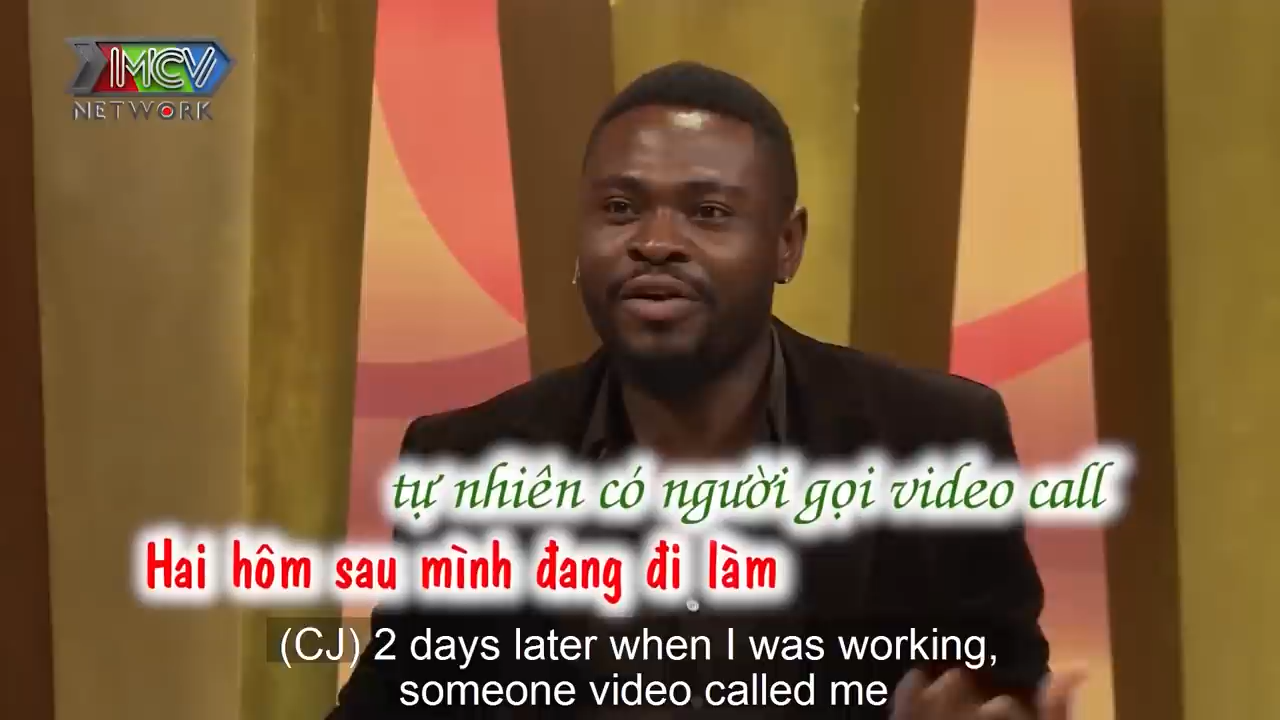 MCV
NETWORK
tự nhiên có người gọi video call
Hai hôm sau mình đang đi làm
(CJ) 2 days later when I was working,
someone video called me